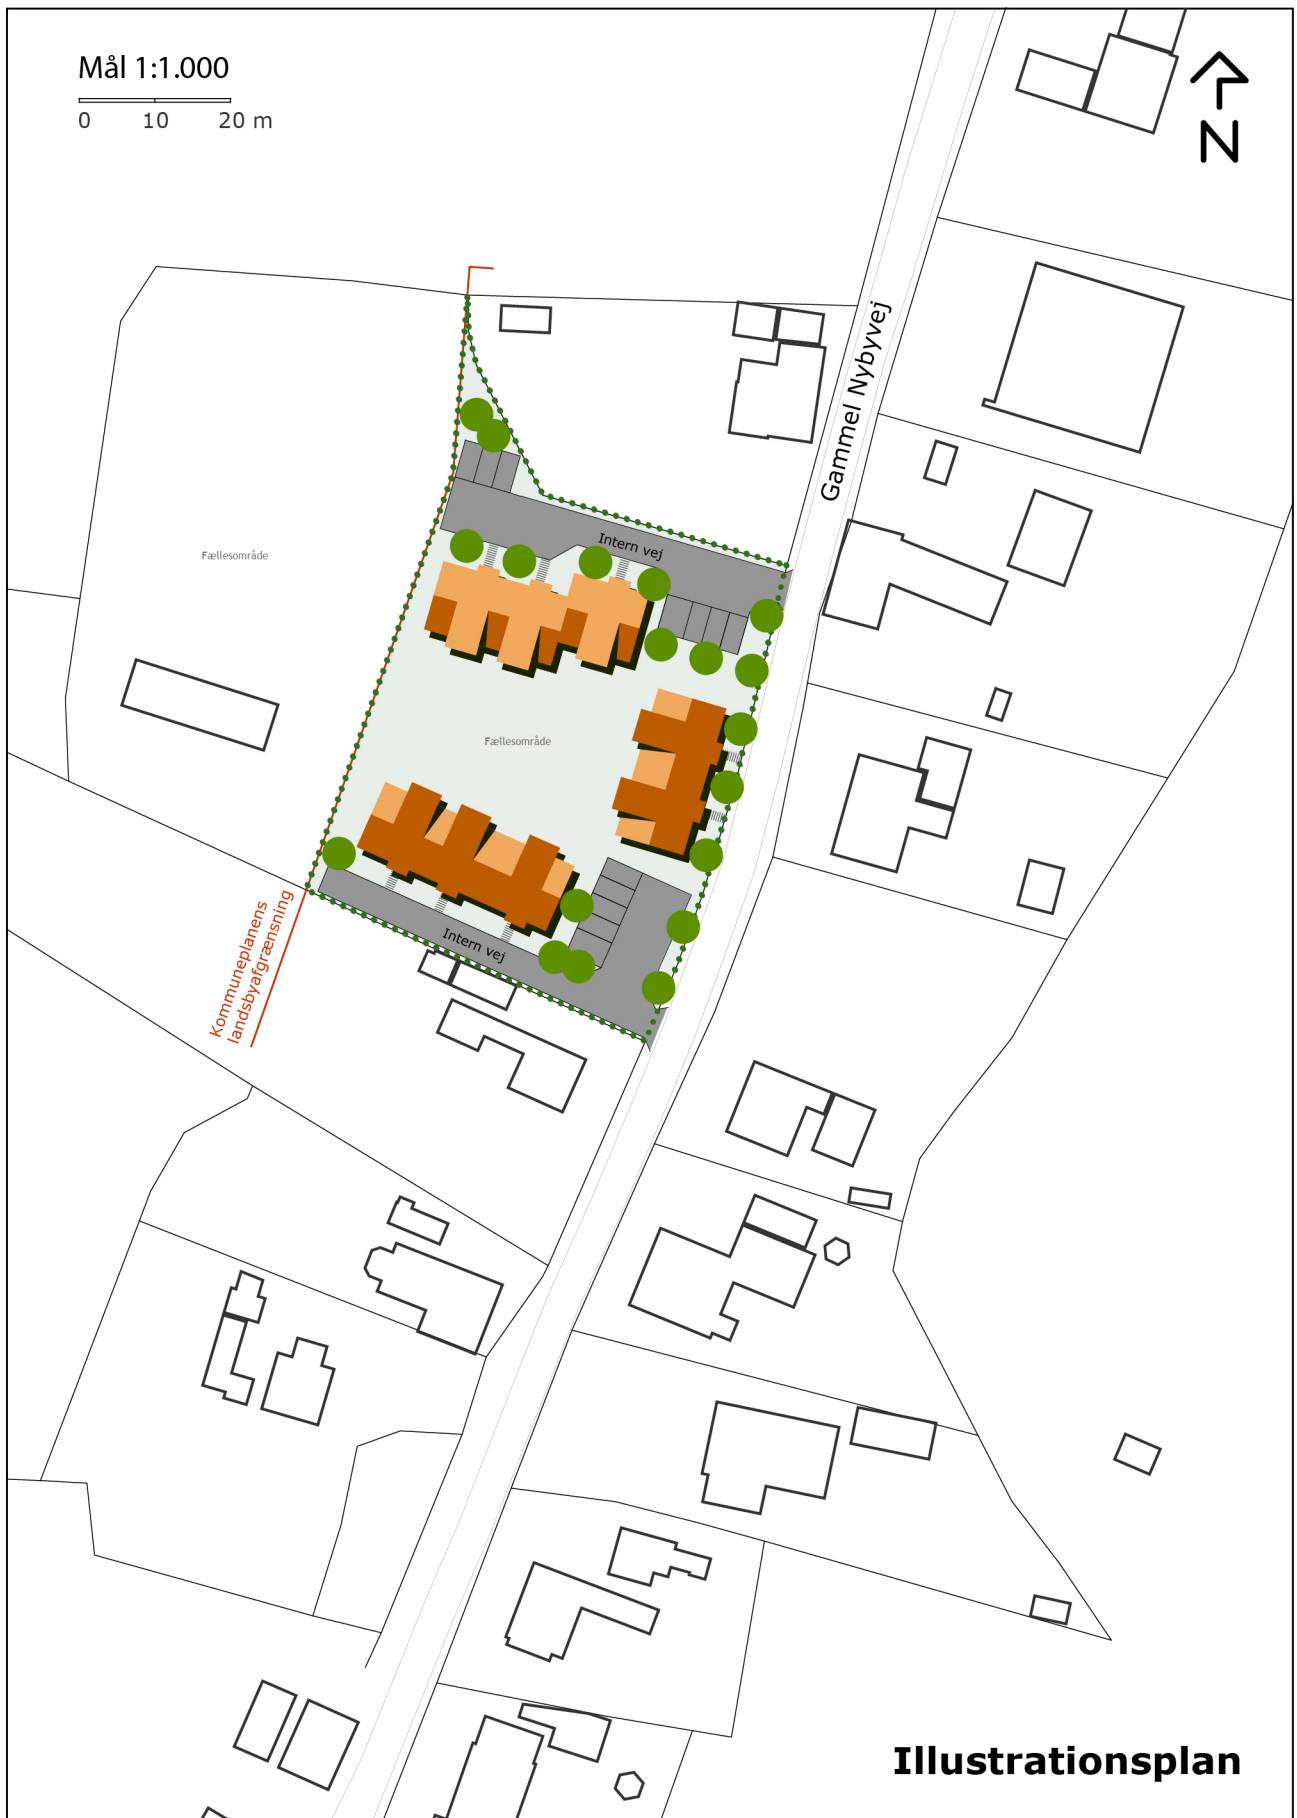 Mål 1:1.000
0 10 20 m
N
Gammel Nybyvej
Intern vej
Fællesområde
Fællesområde
Intern vej
Kommuneplanens
landsbyafgrænsning
Illustrationsplan